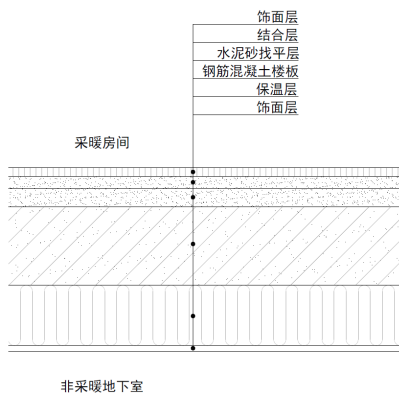 饰面层
结合层
水泥砂找平层
钢筋混凝土楼板
保温层
饰面层
采暖房间
非采暖地下室